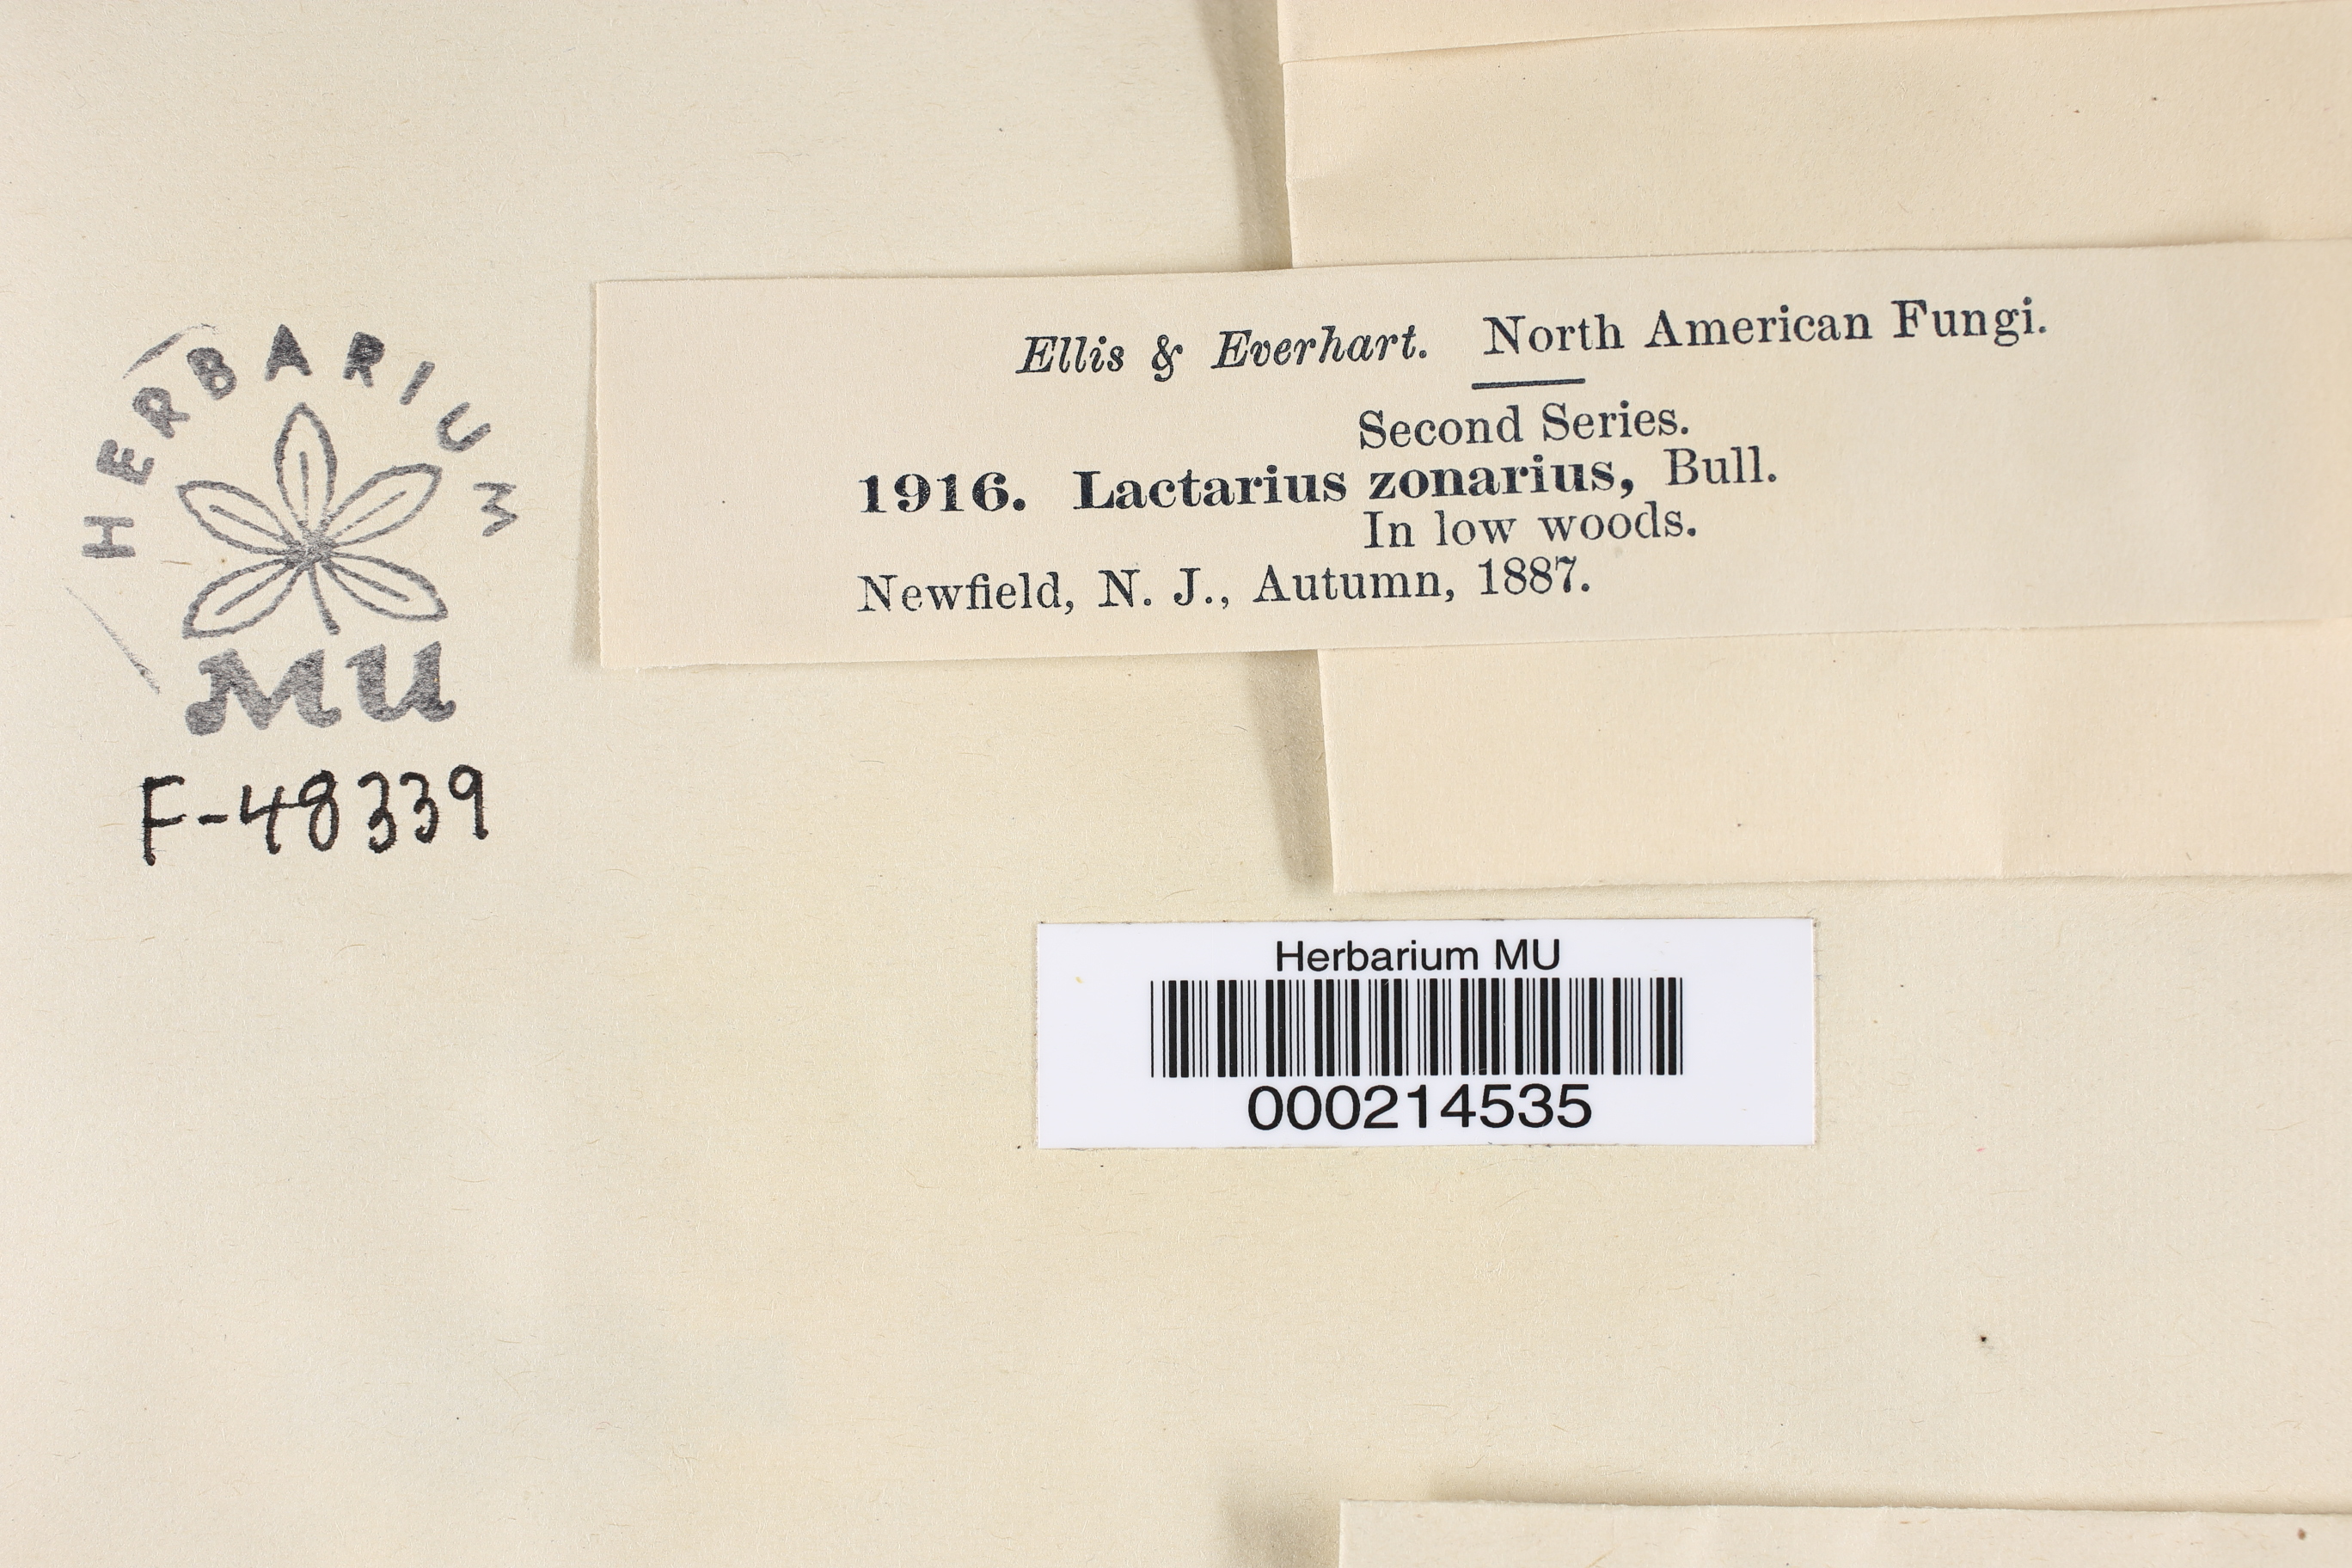 HERBARIUM
MU
F-48339
Ellis & Everhart. North American Fungi.
Second Series.
1916. Lactarius zonarius, Bull.
In low woods.
Newfield, N. J., Autumn, 1887.
Herbarium MU
000214535